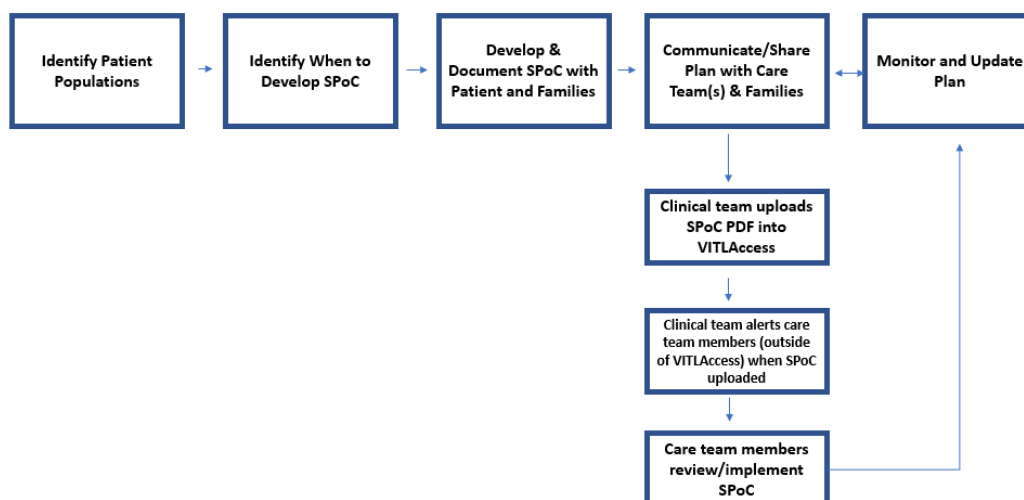 Identify Patient
Populations
Identify When to
Develop SPoC
Develop &
Document SPoC with
Patient and Families
Communicate/Share
Plan with Care
Team(s) & Families
Monitor and Update
Plan
Clinical team uploads
SPoC PDF into
VITLAccess
Clinical team alerts care
team members (outside
of VITLAccess) when SPoC
uploaded
Care team members
review/implement
SPoC